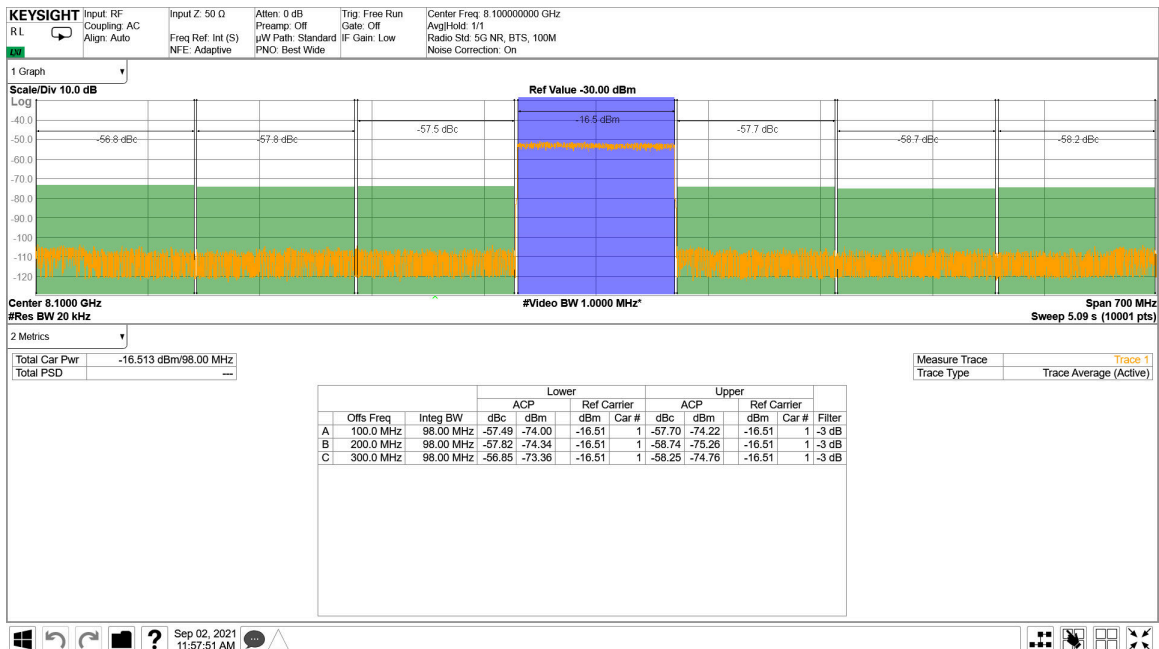 KEYSIGHT Input: RF Input Z: 50 Ω Atten: 0 dB Trig: Free Run Center Freq: 8.100000000 GHz
R L Coupling: AC Preamp: Off Gate: Off Avg|Hold: 1/1
Align: Auto Freq Ref: Int (S) µW Path: Standard IF Gain: Low Radio Std: 5G NR, BTS, 100M
LXI NFE: Adaptive PNO: Best Wide Noise Correction: On
1 Graph
Scale/Div 10.0 dB Ref Value -30.00 dBm
Log
-40.0
-50.0
-60.0
-70.0
-80.0
-90.0
-100
-110
-120
-56.8 dBc -57.8 dBc -57.5 dBc -16.5 dBm -57.7 dBc -58.7 dBc -58.2 dBc
Center 8.1000 GHz #Video BW 1.0000 MHz* Span 700 MHz
#Res BW 20 kHz Sweep 5.09 s (10001 pts)
2 Metrics
Total Car Pwr -16.513 dBm/98.00 MHz Measure Trace Trace 1
Total PSD --- Trace Type Trace Average (Active)
Lower Upper
ACP Ref Carrier ACP Ref Carrier
Offs Freq Integ BW dBc dBm dBm Car # dBc dBm dBm Car # Filter
A 100.0 MHz 98.00 MHz -57.49 -74.00 -16.51 1 -57.70 -74.22 -16.51 1 -3 dB
B 200.0 MHz 98.00 MHz -57.82 -74.34 -16.51 1 -58.74 -75.26 -16.51 1 -3 dB
C 300.0 MHz 98.00 MHz -56.85 -73.36 -16.51 1 -58.25 -74.76 -16.51 1 -3 dB
? Sep 02, 2021
11:57:51 AM